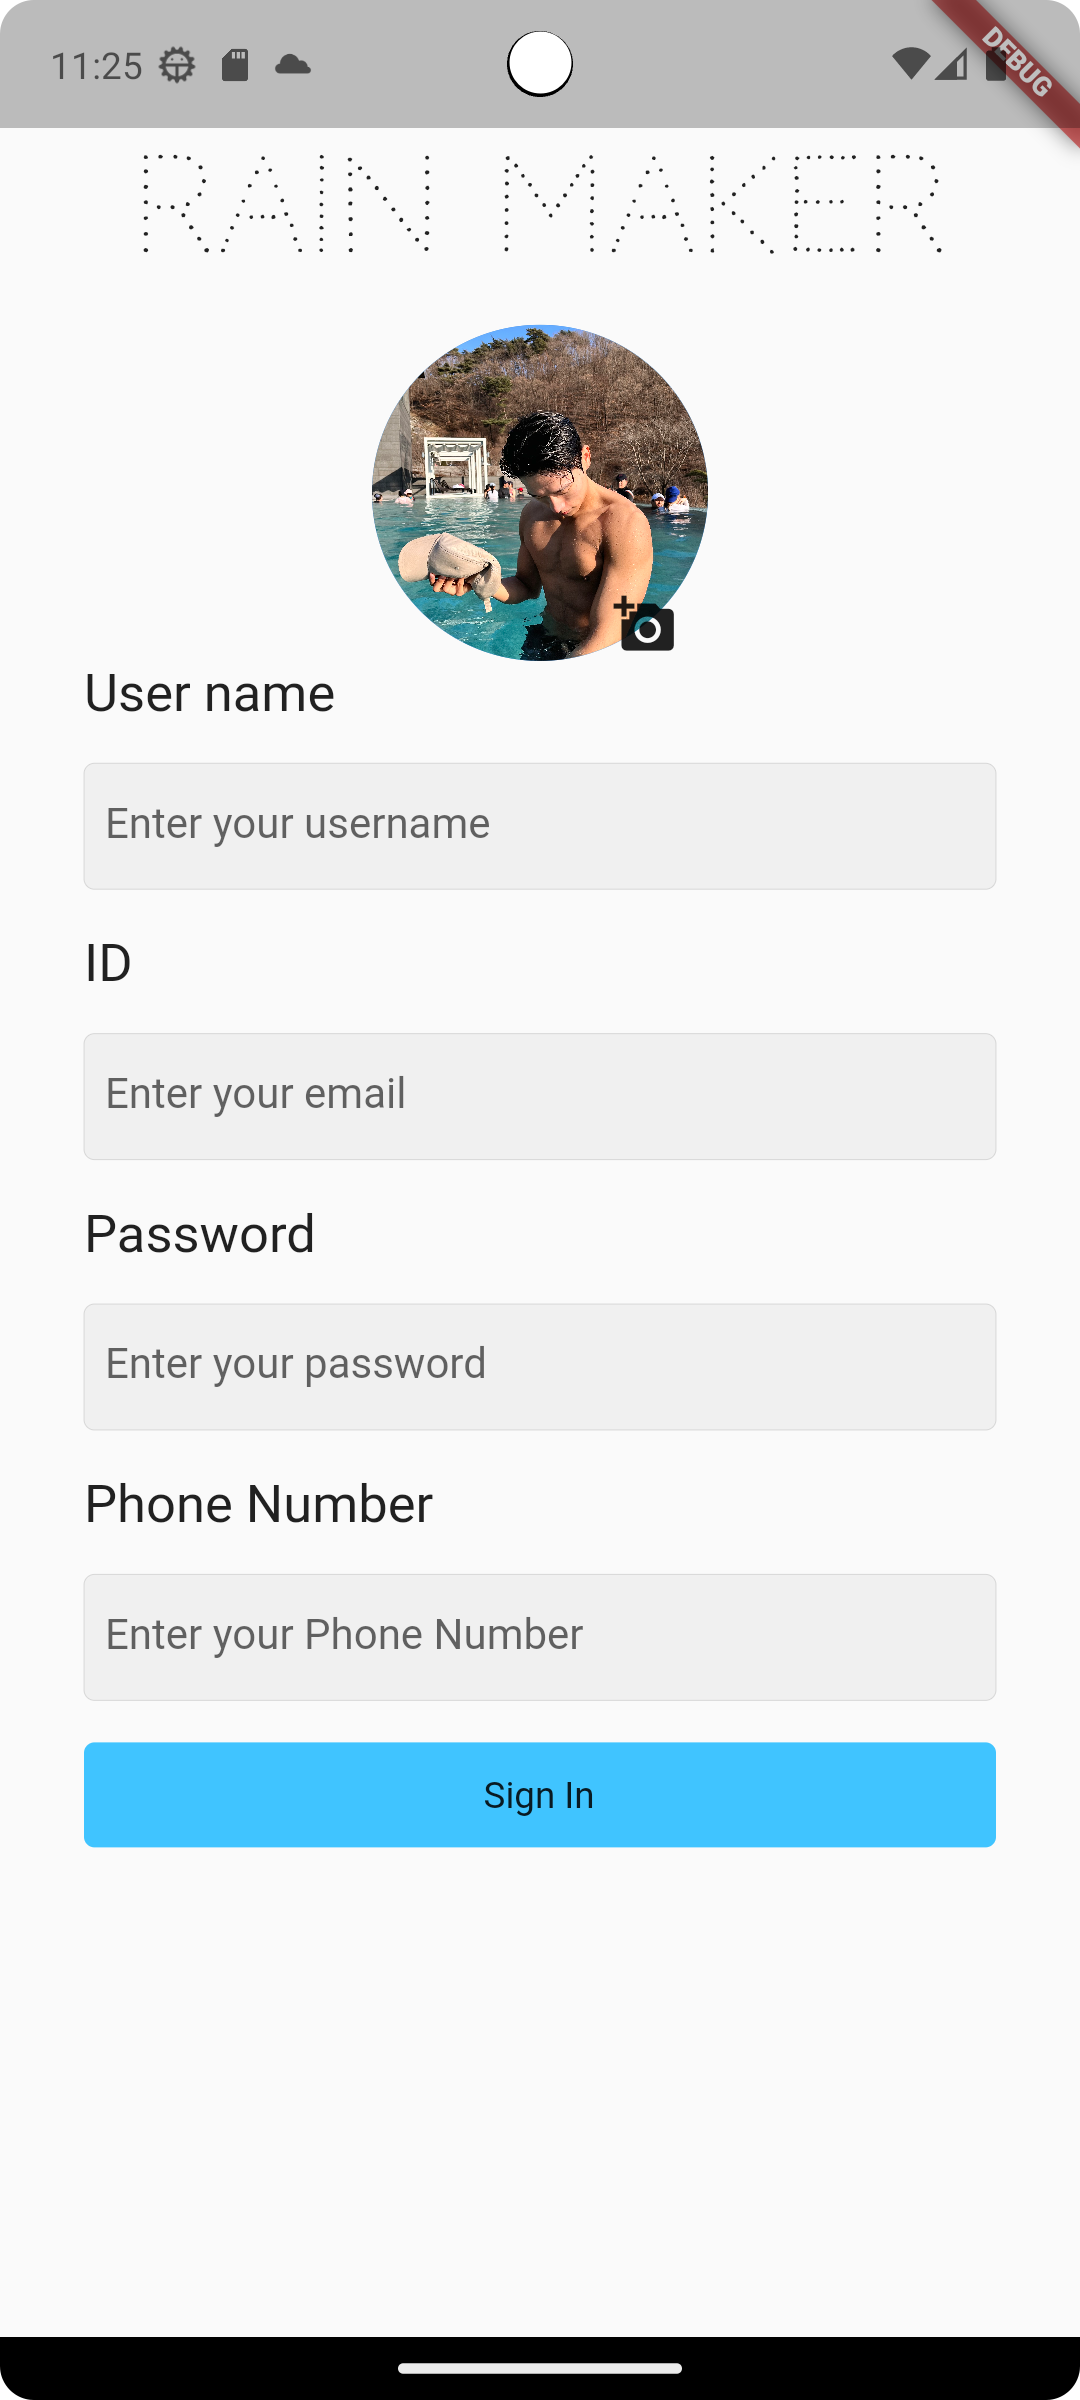 11:25
DEBUG
RAIN MAKER
User name
Enter your username
ID
Enter your email
Password
Enter your password
Phone Number
Enter your Phone Number
Sign In